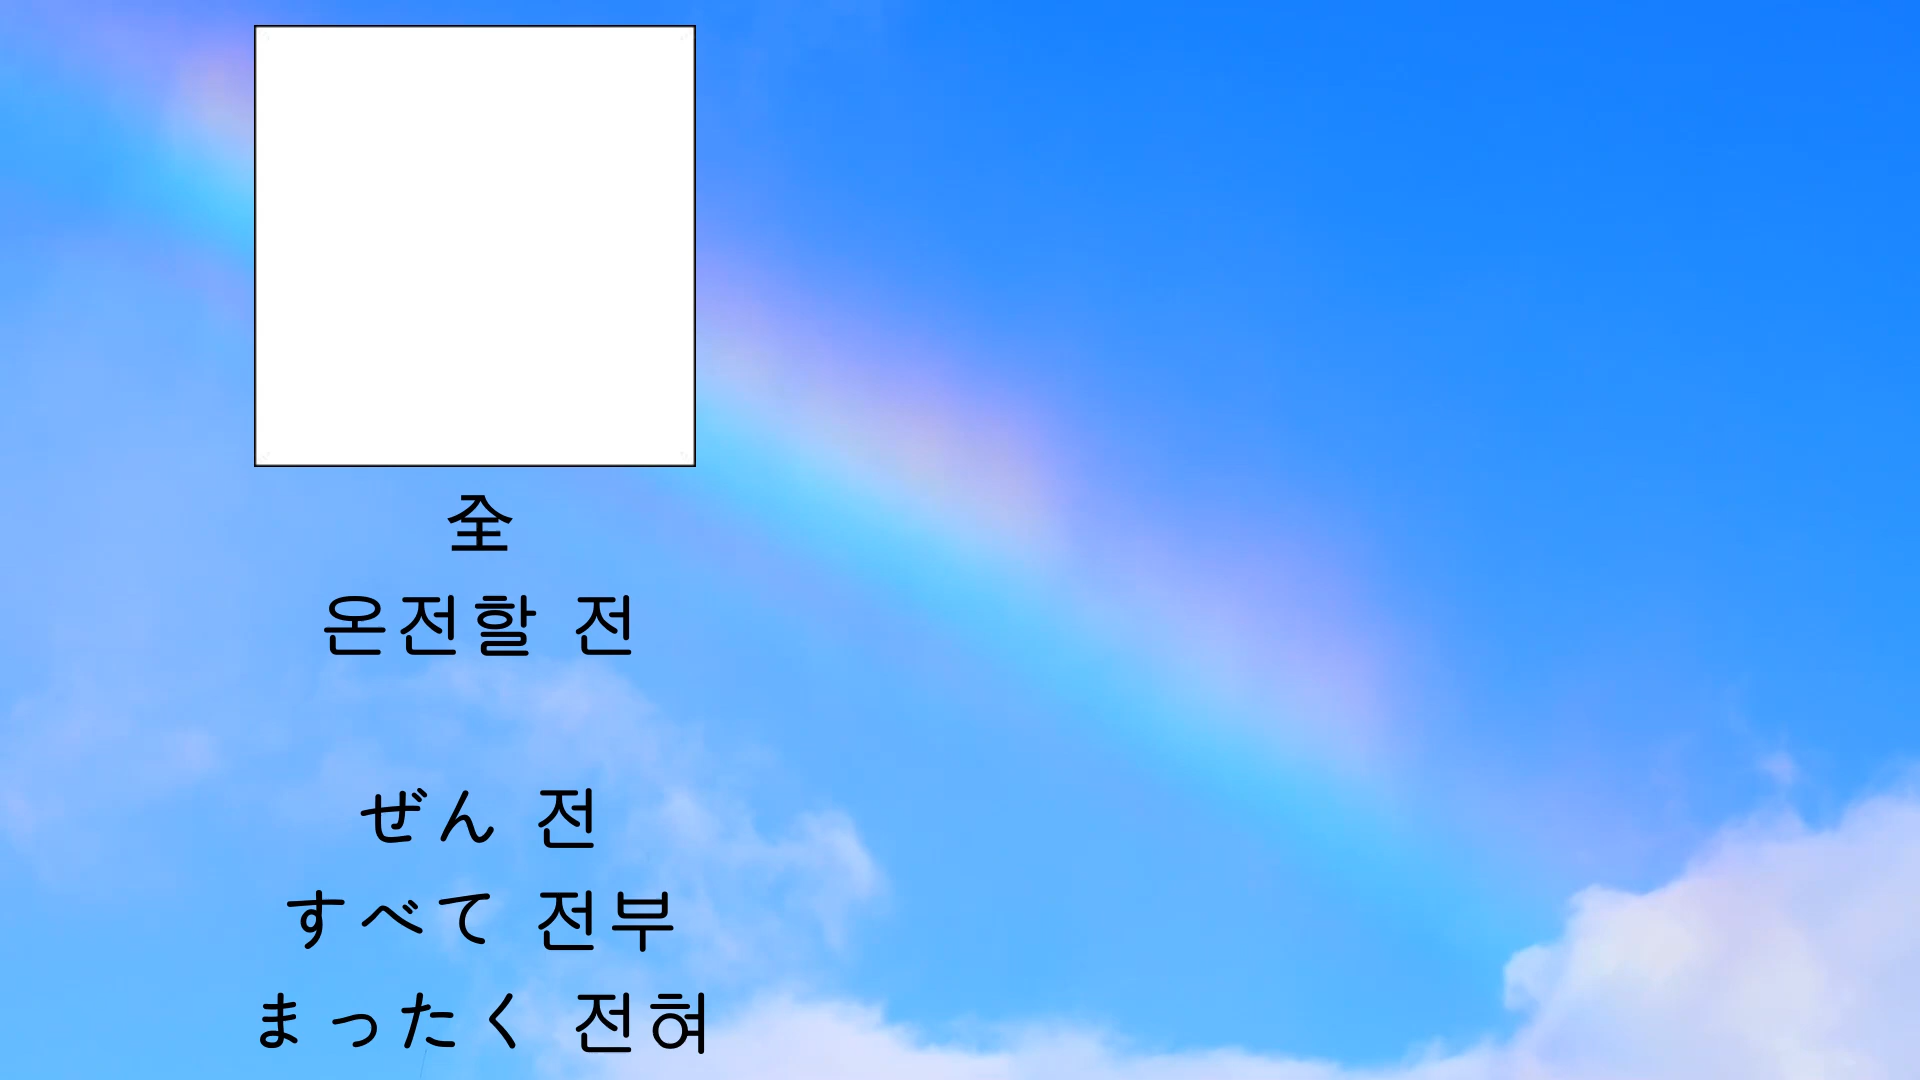 全
온전할 전
ぜん 전
すべて 전부
まったく 전혀